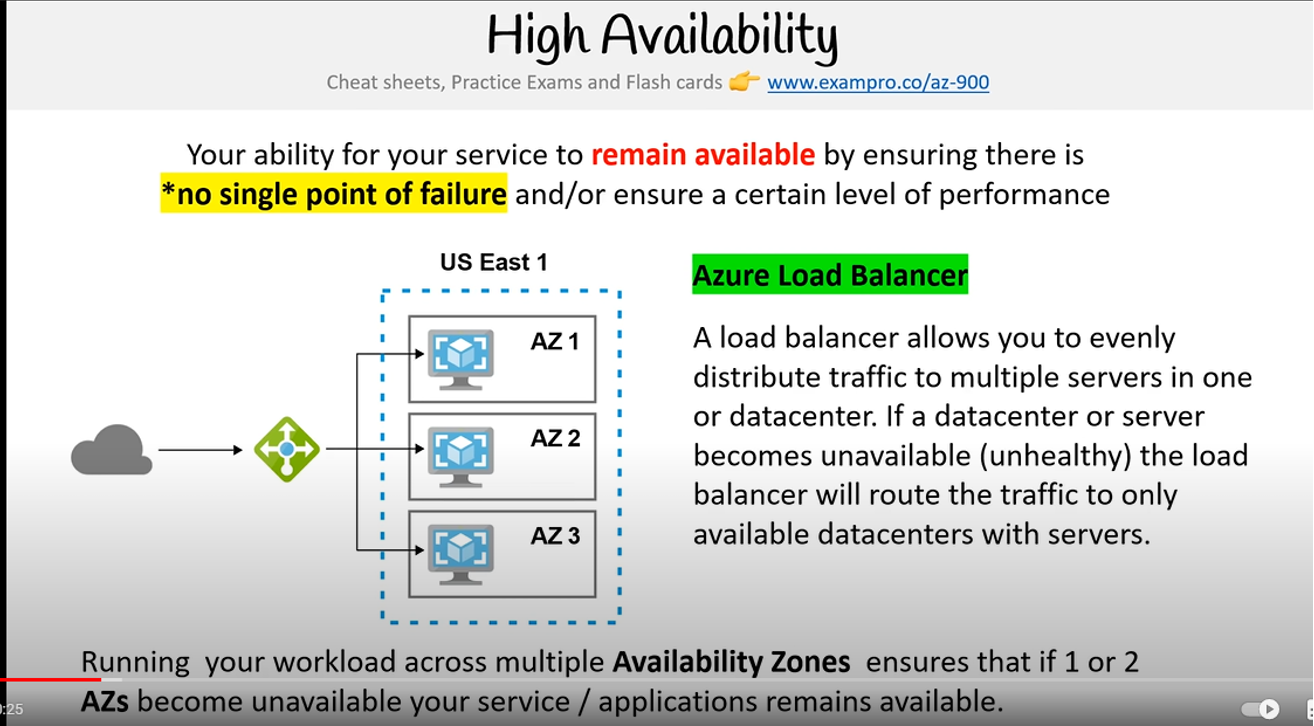 High Availability
Cheat sheets, Practice Exams and Flash cards 👉 www.exampro.co/az-900
Your ability for your service to remain available by ensuring there is
*no single point of failure and/or ensure a certain level of performance
US East 1
AZ 1
AZ 2
AZ 3
Azure Load Balancer
A load balancer allows you to evenly
distribute traffic to multiple servers in one
or datacenter. If a datacenter or server
becomes unavailable (unhealthy) the load
balancer will route the traffic to only
available datacenters with servers.
Running your workload across multiple Availability Zones ensures that if 1 or 2
AZs become unavailable your service / applications remains available.
:25